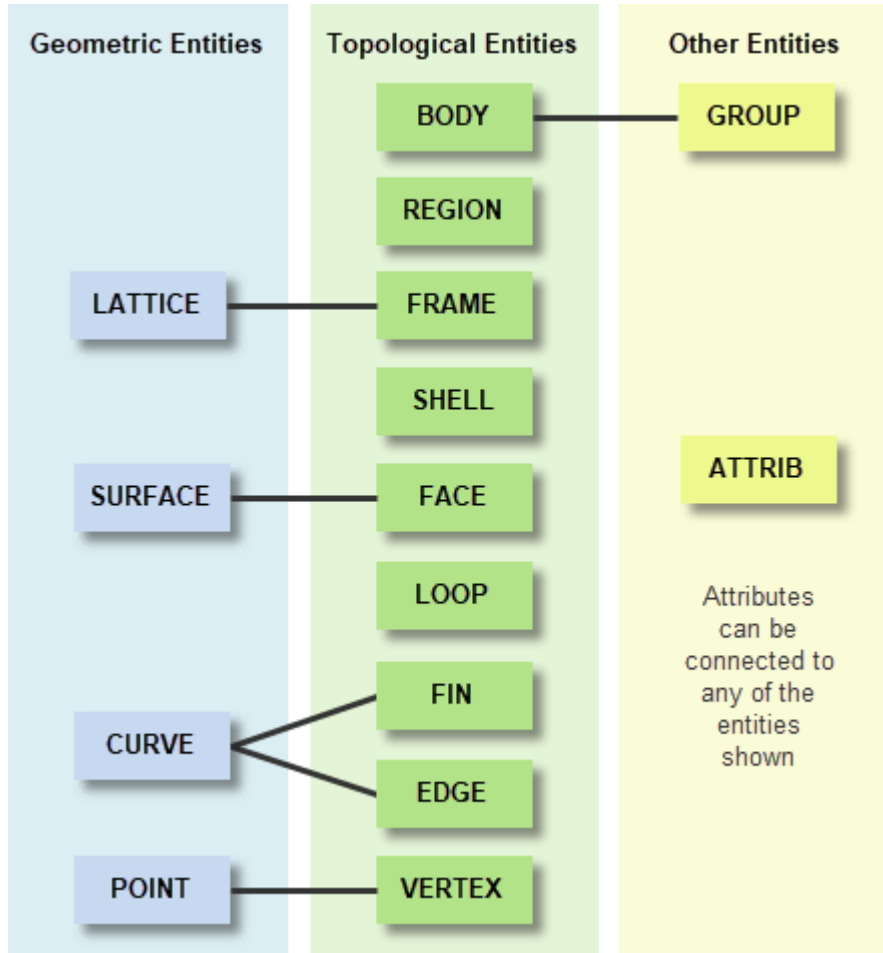 Geometric Entities
Topological Entities
Other Entities
BODY
GROUP
REGION
LATTICE
FRAME
SHELL
SURFACE
FACE
ATTRIB
LOOP
Attributes
can be
connected to
any of the
entities
shown
FIN
CURVE
EDGE
POINT
VERTEX